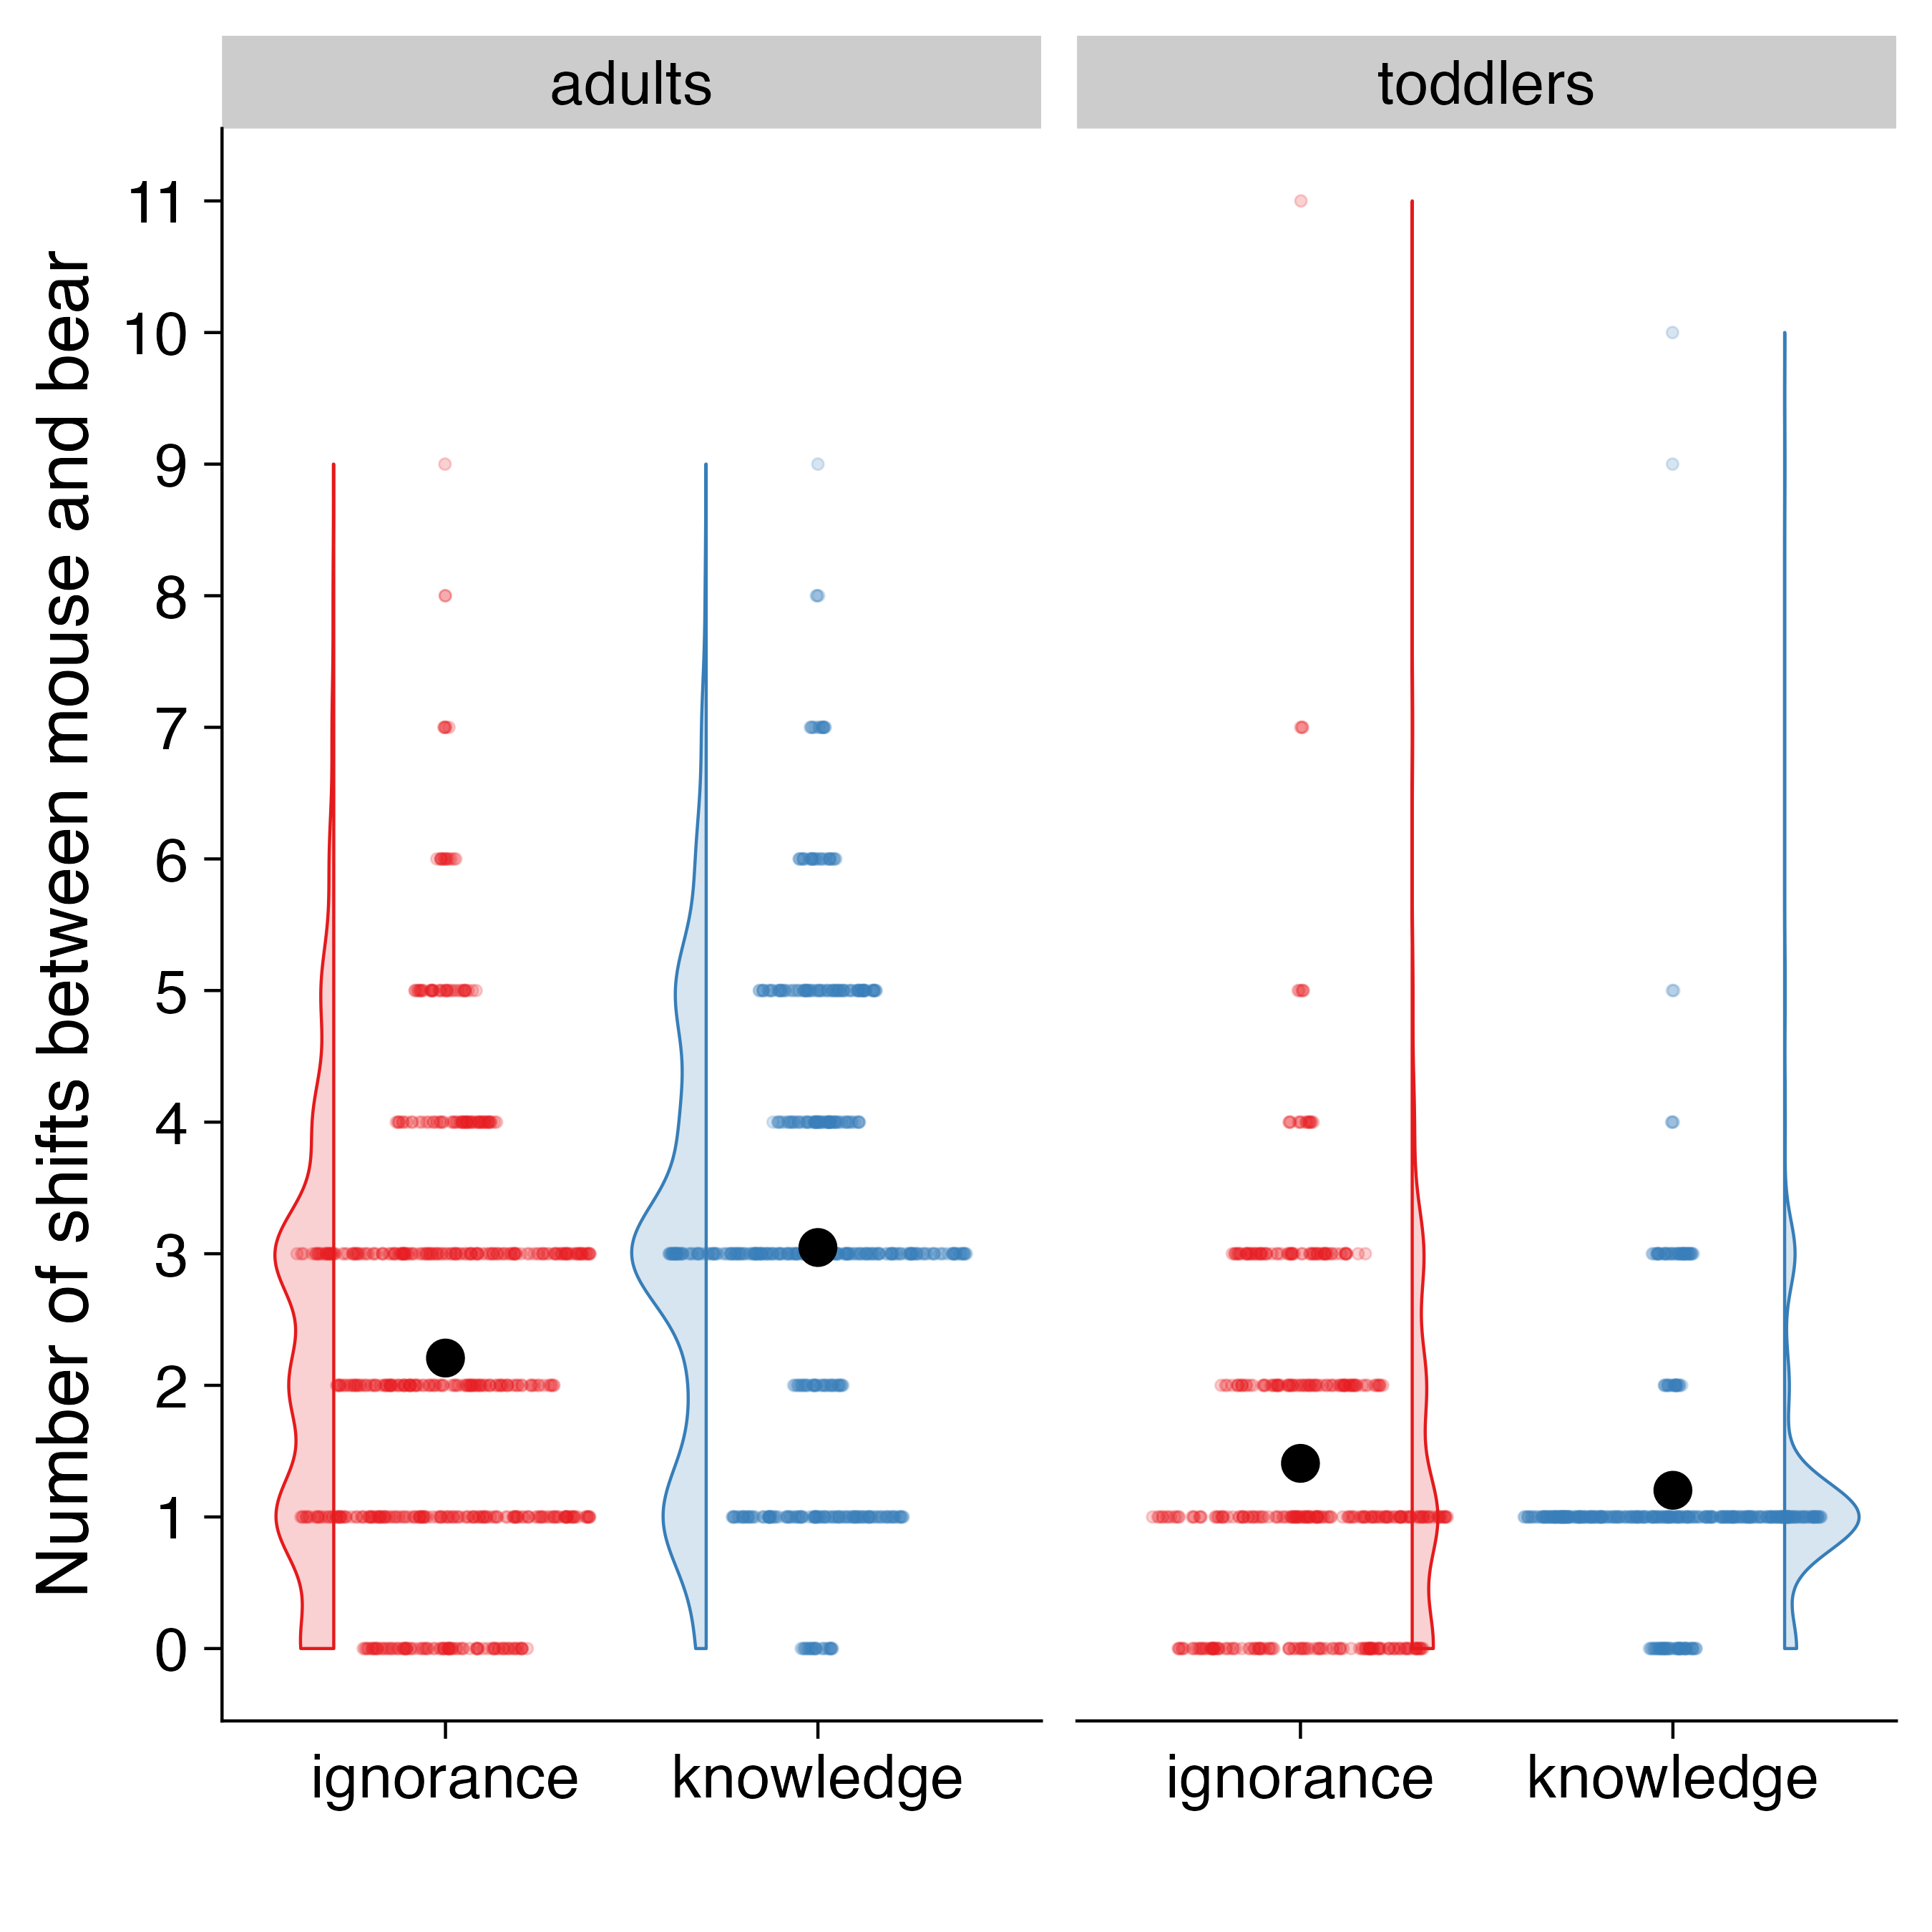 adults
toddlers
Number of shifts between mouse and bear
11
10
9
8
7
6
5
4
3
2
1
0
ignorance
knowledge
ignorance
knowledge